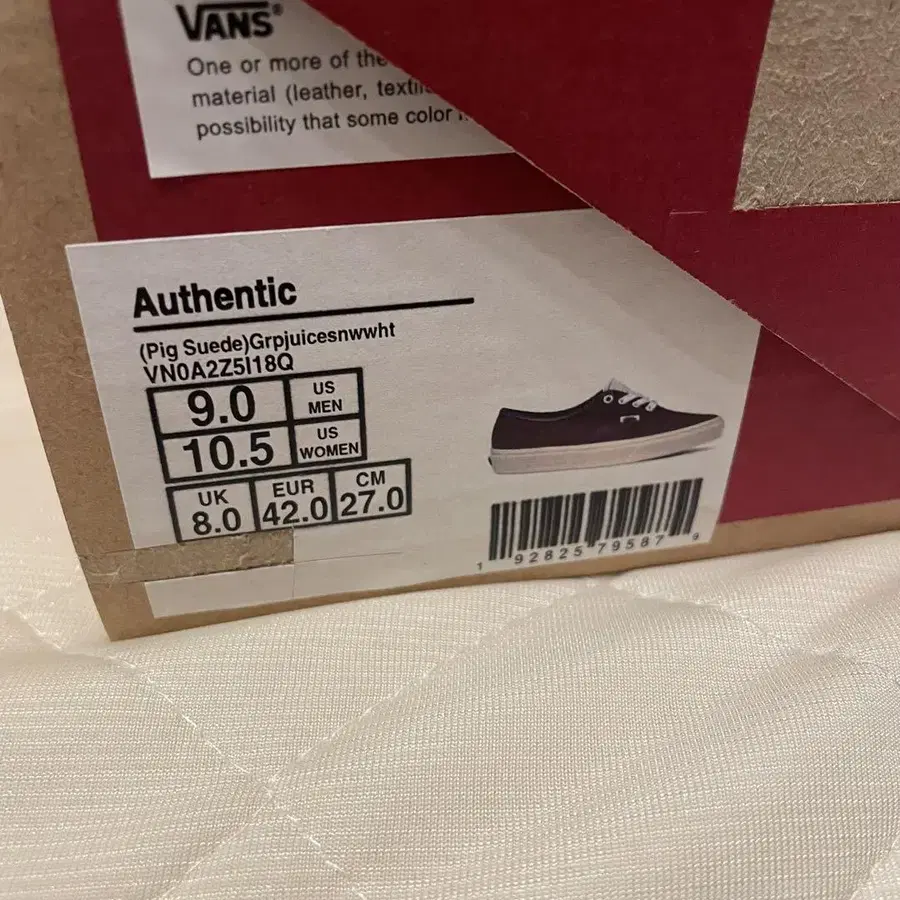 VANS®
One or more of the
material (leather, textile
possibility that some color
Authentic
(Pig Suede)Grpjuicesnwwht
VN0A2Z5I18Q
9.0 US MEN
10.5 US WOMEN
UK 8.0 EUR 42.0 CM 27.0
1 92825 79587 9